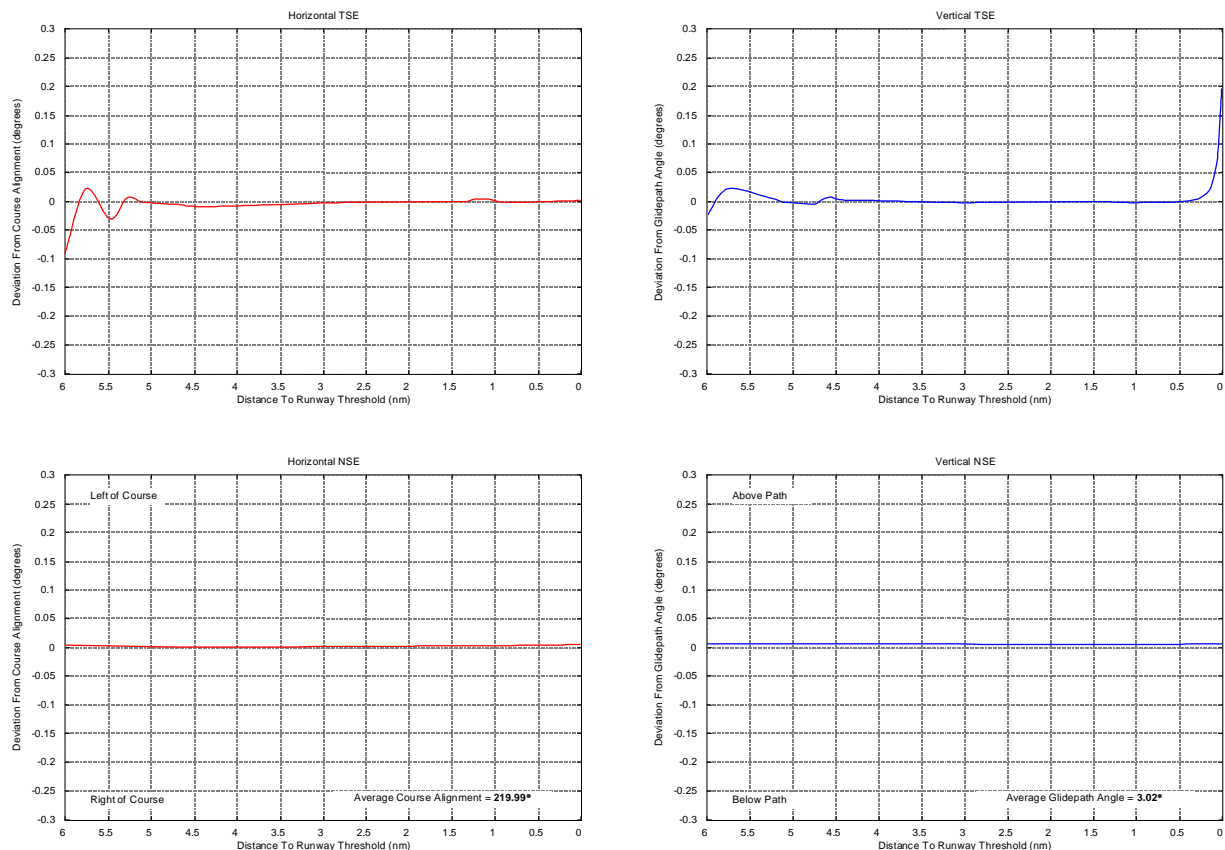 Horizontal TSE
0.3
0.25
0.2
0.15
0.1
0.05
0
-0.05
-0.1
-0.15
-0.2
-0.25
-0.3
Deviation From Course Alignment (degrees)
6 5.5 5 4.5 4 3.5 3 2.5 2 1.5 1 0.5 0
Distance To Runway Threshold (nm)
Vertical TSE
0.3
0.25
0.2
0.15
0.1
0.05
0
-0.05
-0.1
-0.15
-0.2
-0.25
-0.3
Deviation From Glidepath Angle (degrees)
6 5.5 5 4.5 4 3.5 3 2.5 2 1.5 1 0.5 0
Distance To Runway Threshold (nm)
Horizontal NSE
0.3
0.25
0.2
0.15
0.1
0.05
0
-0.05
-0.1
-0.15
-0.2
-0.25
-0.3
Deviation From Course Alignment (degrees)
Left of Course
Right of Course
Average Course Alignment = 219.99°
6 5.5 5 4.5 4 3.5 3 2.5 2 1.5 1 0.5 0
Distance To Runway Threshold (nm)
Vertical NSE
0.3
0.25
0.2
0.15
0.1
0.05
0
-0.05
-0.1
-0.15
-0.2
-0.25
-0.3
Deviation From Glidepath Angle (degrees)
Above Path
Below Path
Average Glidepath Angle = 3.02°
6 5.5 5 4.5 4 3.5 3 2.5 2 1.5 1 0.5 0
Distance To Runway Threshold (nm)